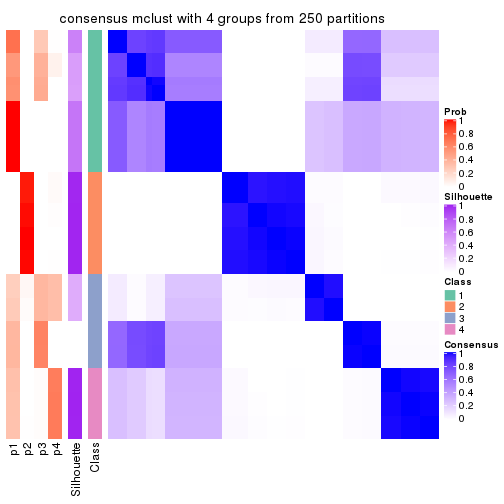 consensus mclust with 4 groups from 250 partitions
Prob
1
0.8
0.6
0.4
0.2
0
Silhouette
1
0.8
0.6
0.4
0.2
0
Class
1
2
3
4
Consensus
1
0.8
0.6
0.4
0.2
0
p1
p2
p3
p4
Silhouette
Class